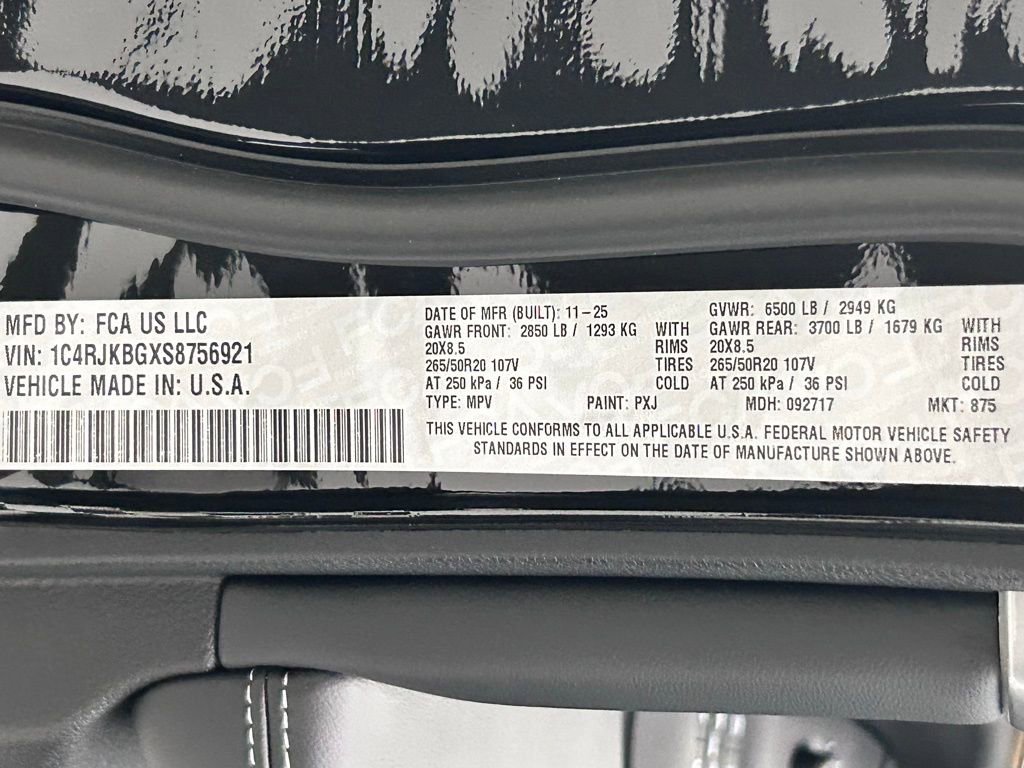 MFD BY: FCA US LLC
VIN: 1C4RJKBGXS8756921
VEHICLE MADE IN: U.S.A.
DATE OF MFR (BUILT): 11-25
GAWR FRONT: 2850 LB / 1293 KG WITH
20X8.5 RIMS
265/50R20 107V TIRES
AT 250 kPa / 36 PSI COLD
GVWR: 6500 LB / 2949 KG
GAWR REAR: 3700 LB / 1679 KG WITH
20X8.5 RIMS
265/50R20 107V TIRES
AT 250 kPa / 36 PSI COLD
TYPE: MPV PAINT: PXJ MDH: 092717 MKT: 875
THIS VEHICLE CONFORMS TO ALL APPLICABLE U.S.A. FEDERAL MOTOR VEHICLE SAFETY
STANDARDS IN EFFECT ON THE DATE OF MANUFACTURE SHOWN ABOVE.